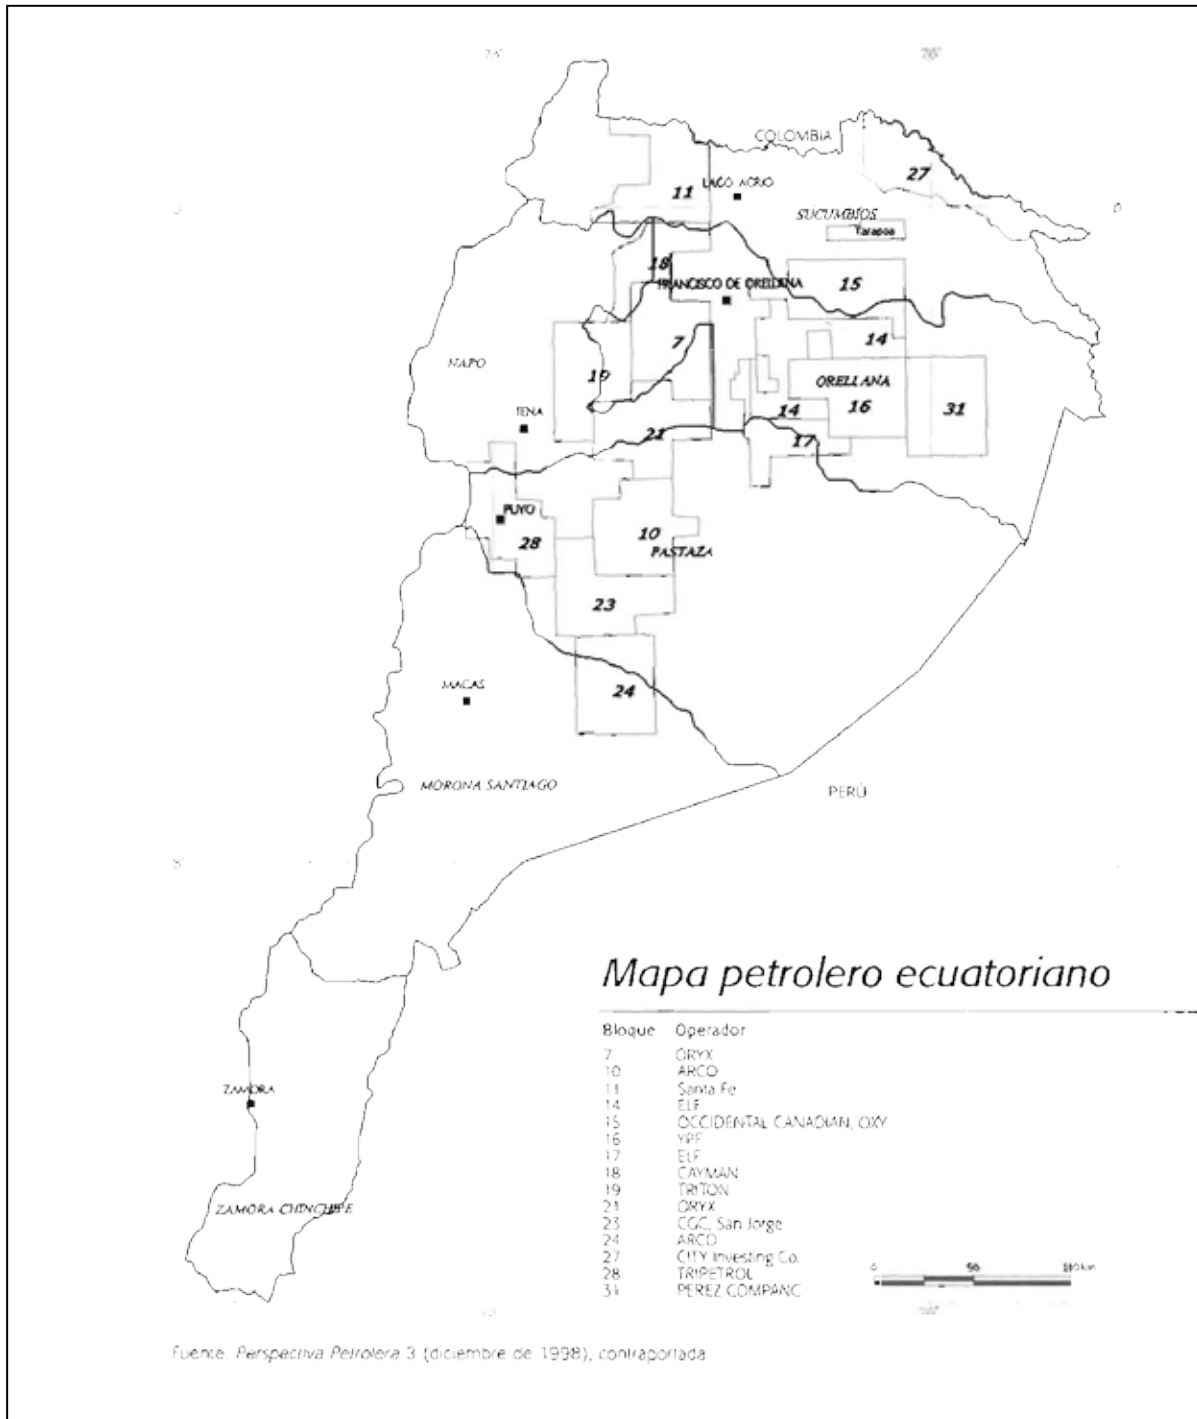 COLOMBIA
27
11
LAGO AGRIO
SUCUMBÍOS
Tarapoa
0
18
15
FRANCISCO DE ORELLENA
7
14
NAPO
19
ORELLANA
TENA
14
16
31
21
17
PUYO
28
10
PASTAZA
23
MACAS
24
MORONA SANTIAGO
PERÚ
Mapa petrolero ecuatoriano
Bloque Operador
7 ORYX
10 ARCO
11 Santa Fe
14 ELF
15 OCCIDENTAL CANADIAN, OXY
16 YPF
17 ELF
18 CAYMAN
19 TRITON
21 ORYX
23 CGC, San Jorge
24 ARCO
27 CITY Investing Co.
28 TRIPETROL
31 PEREZ COMPANC
ZAMORA
ZAMORA CHINCHIPE
Fuente: Perspectiva Petrolera 3 (diciembre de 1998), contraportada